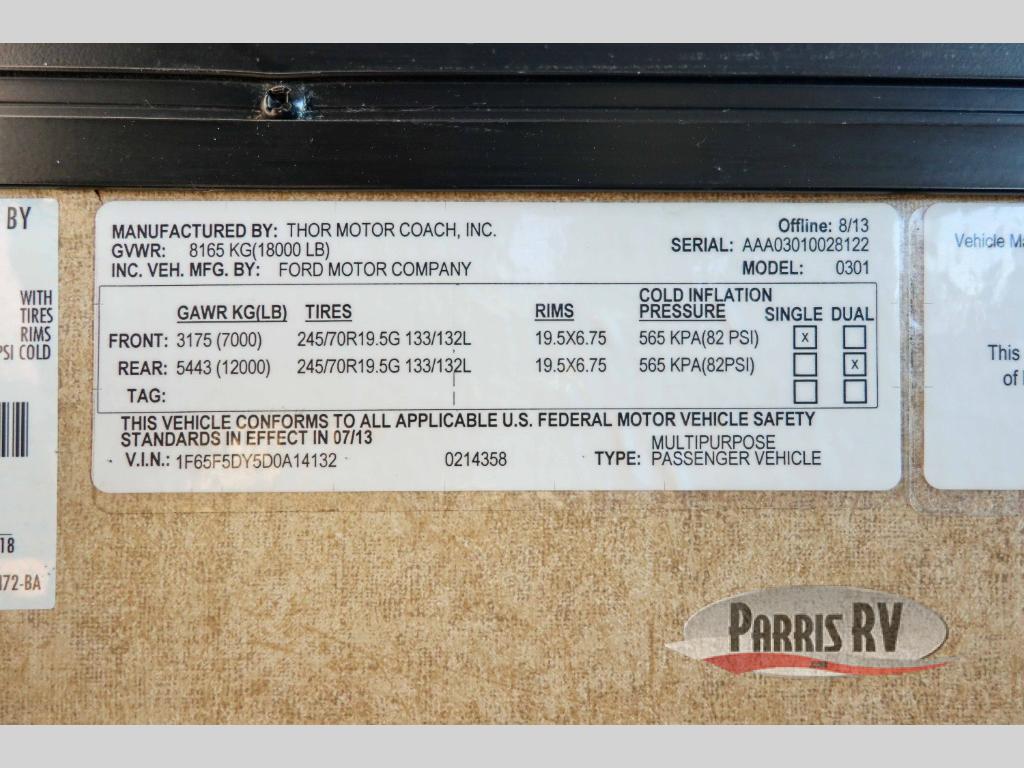 BY
WITH
TIRES
RIMS
PSI COLD
18
172-BA
MANUFACTURED BY: THOR MOTOR COACH, INC.
Offline: 8/13
GVWR: 8165 KG(18000 LB)
SERIAL: AAA03010028122
INC. VEH. MFG. BY: FORD MOTOR COMPANY
MODEL: 0301
GAWR KG(LB) TIRES RIMS COLD INFLATION PRESSURE SINGLE DUAL
FRONT: 3175 (7000) 245/70R19.5G 133/132L 19.5X6.75 565 KPA(82 PSI) X
REAR: 5443 (12000) 245/70R19.5G 133/132L 19.5X6.75 565 KPA(82PSI) X
TAG:
THIS VEHICLE CONFORMS TO ALL APPLICABLE U.S. FEDERAL MOTOR VEHICLE SAFETY
STANDARDS IN EFFECT IN 07/13
V.I.N.: 1F65F5DY5D0A14132 0214358 TYPE: MULTIPURPOSE PASSENGER VEHICLE
Vehicle Ma
This
of
PARRIS RV
.com